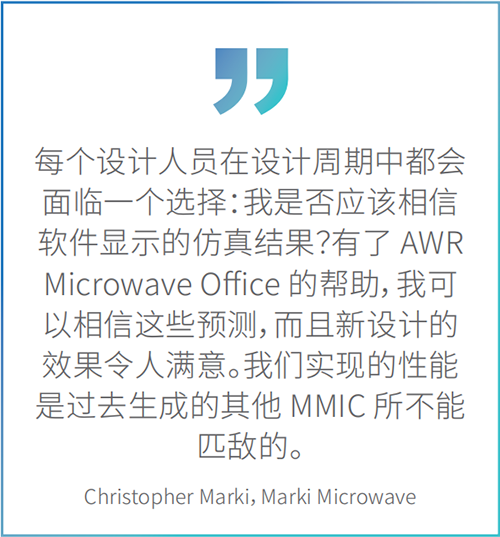 ”
每个设计人员在设计周期中都会
面临一个选择：我是否应该相信
软件显示的仿真结果？有了 AWR
Microwave Office 的帮助，我可
以相信这些预测，而且新设计的
效果令人满意。我们实现的性能
是过去生成的其他 MMIC 所不能
匹敌的。
Christopher Marki，Marki Microwave